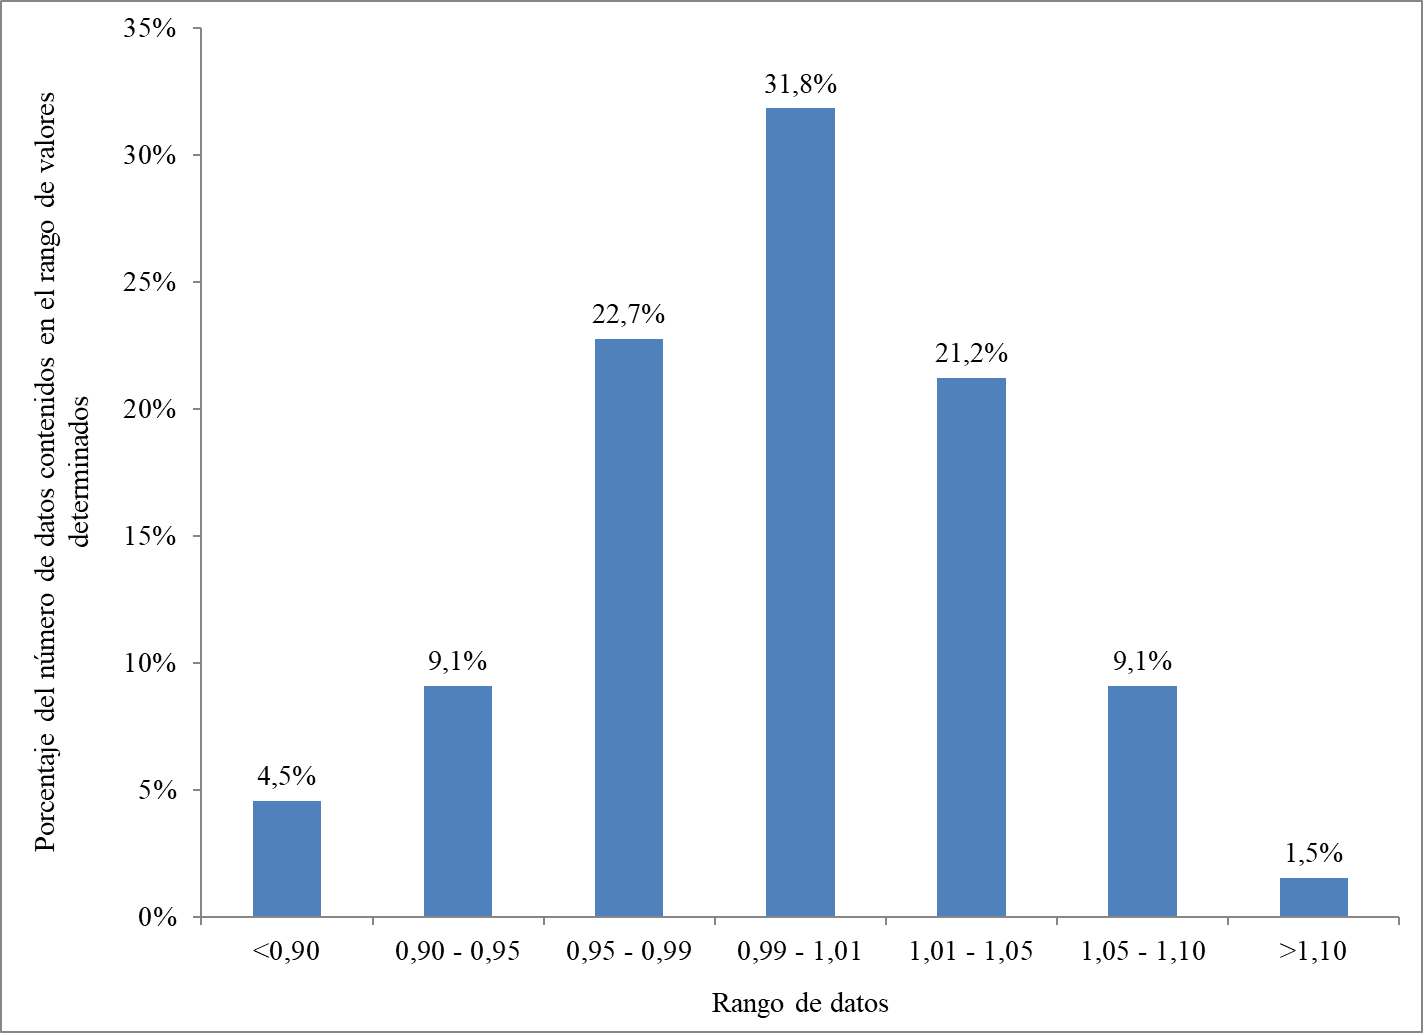 Porcentaje del número de datos contenidos en el rango de valores
determinados
35%
30%
25%
20%
15%
10%
5%
0%
4,5%
9,1%
22,7%
31,8%
21,2%
9,1%
1,5%
<0,90
0,90 - 0,95
0,95 - 0,99
0,99 - 1,01
1,01 - 1,05
1,05 - 1,10
>1,10
Rango de datos